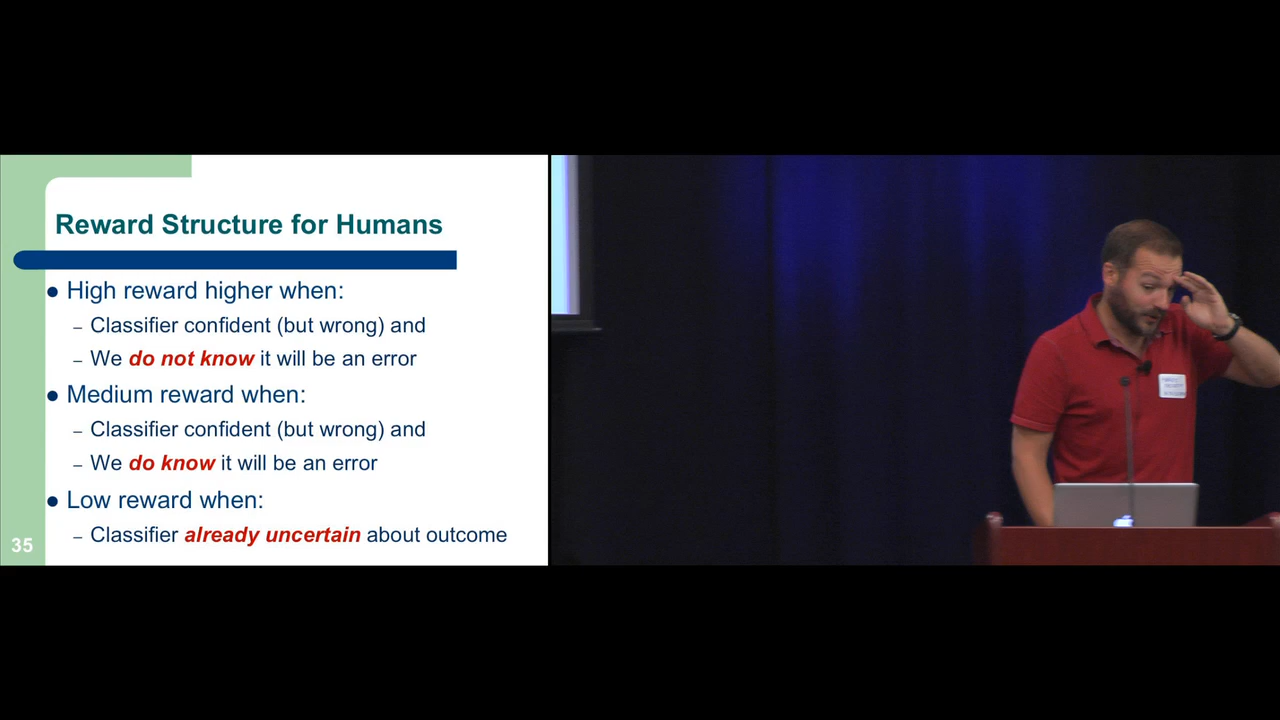 Reward Structure for Humans
● High reward higher when:
– Classifier confident (but wrong) and
– We do not know it will be an error
● Medium reward when:
– Classifier confident (but wrong) and
– We do know it will be an error
● Low reward when:
– Classifier already uncertain about outcome
35